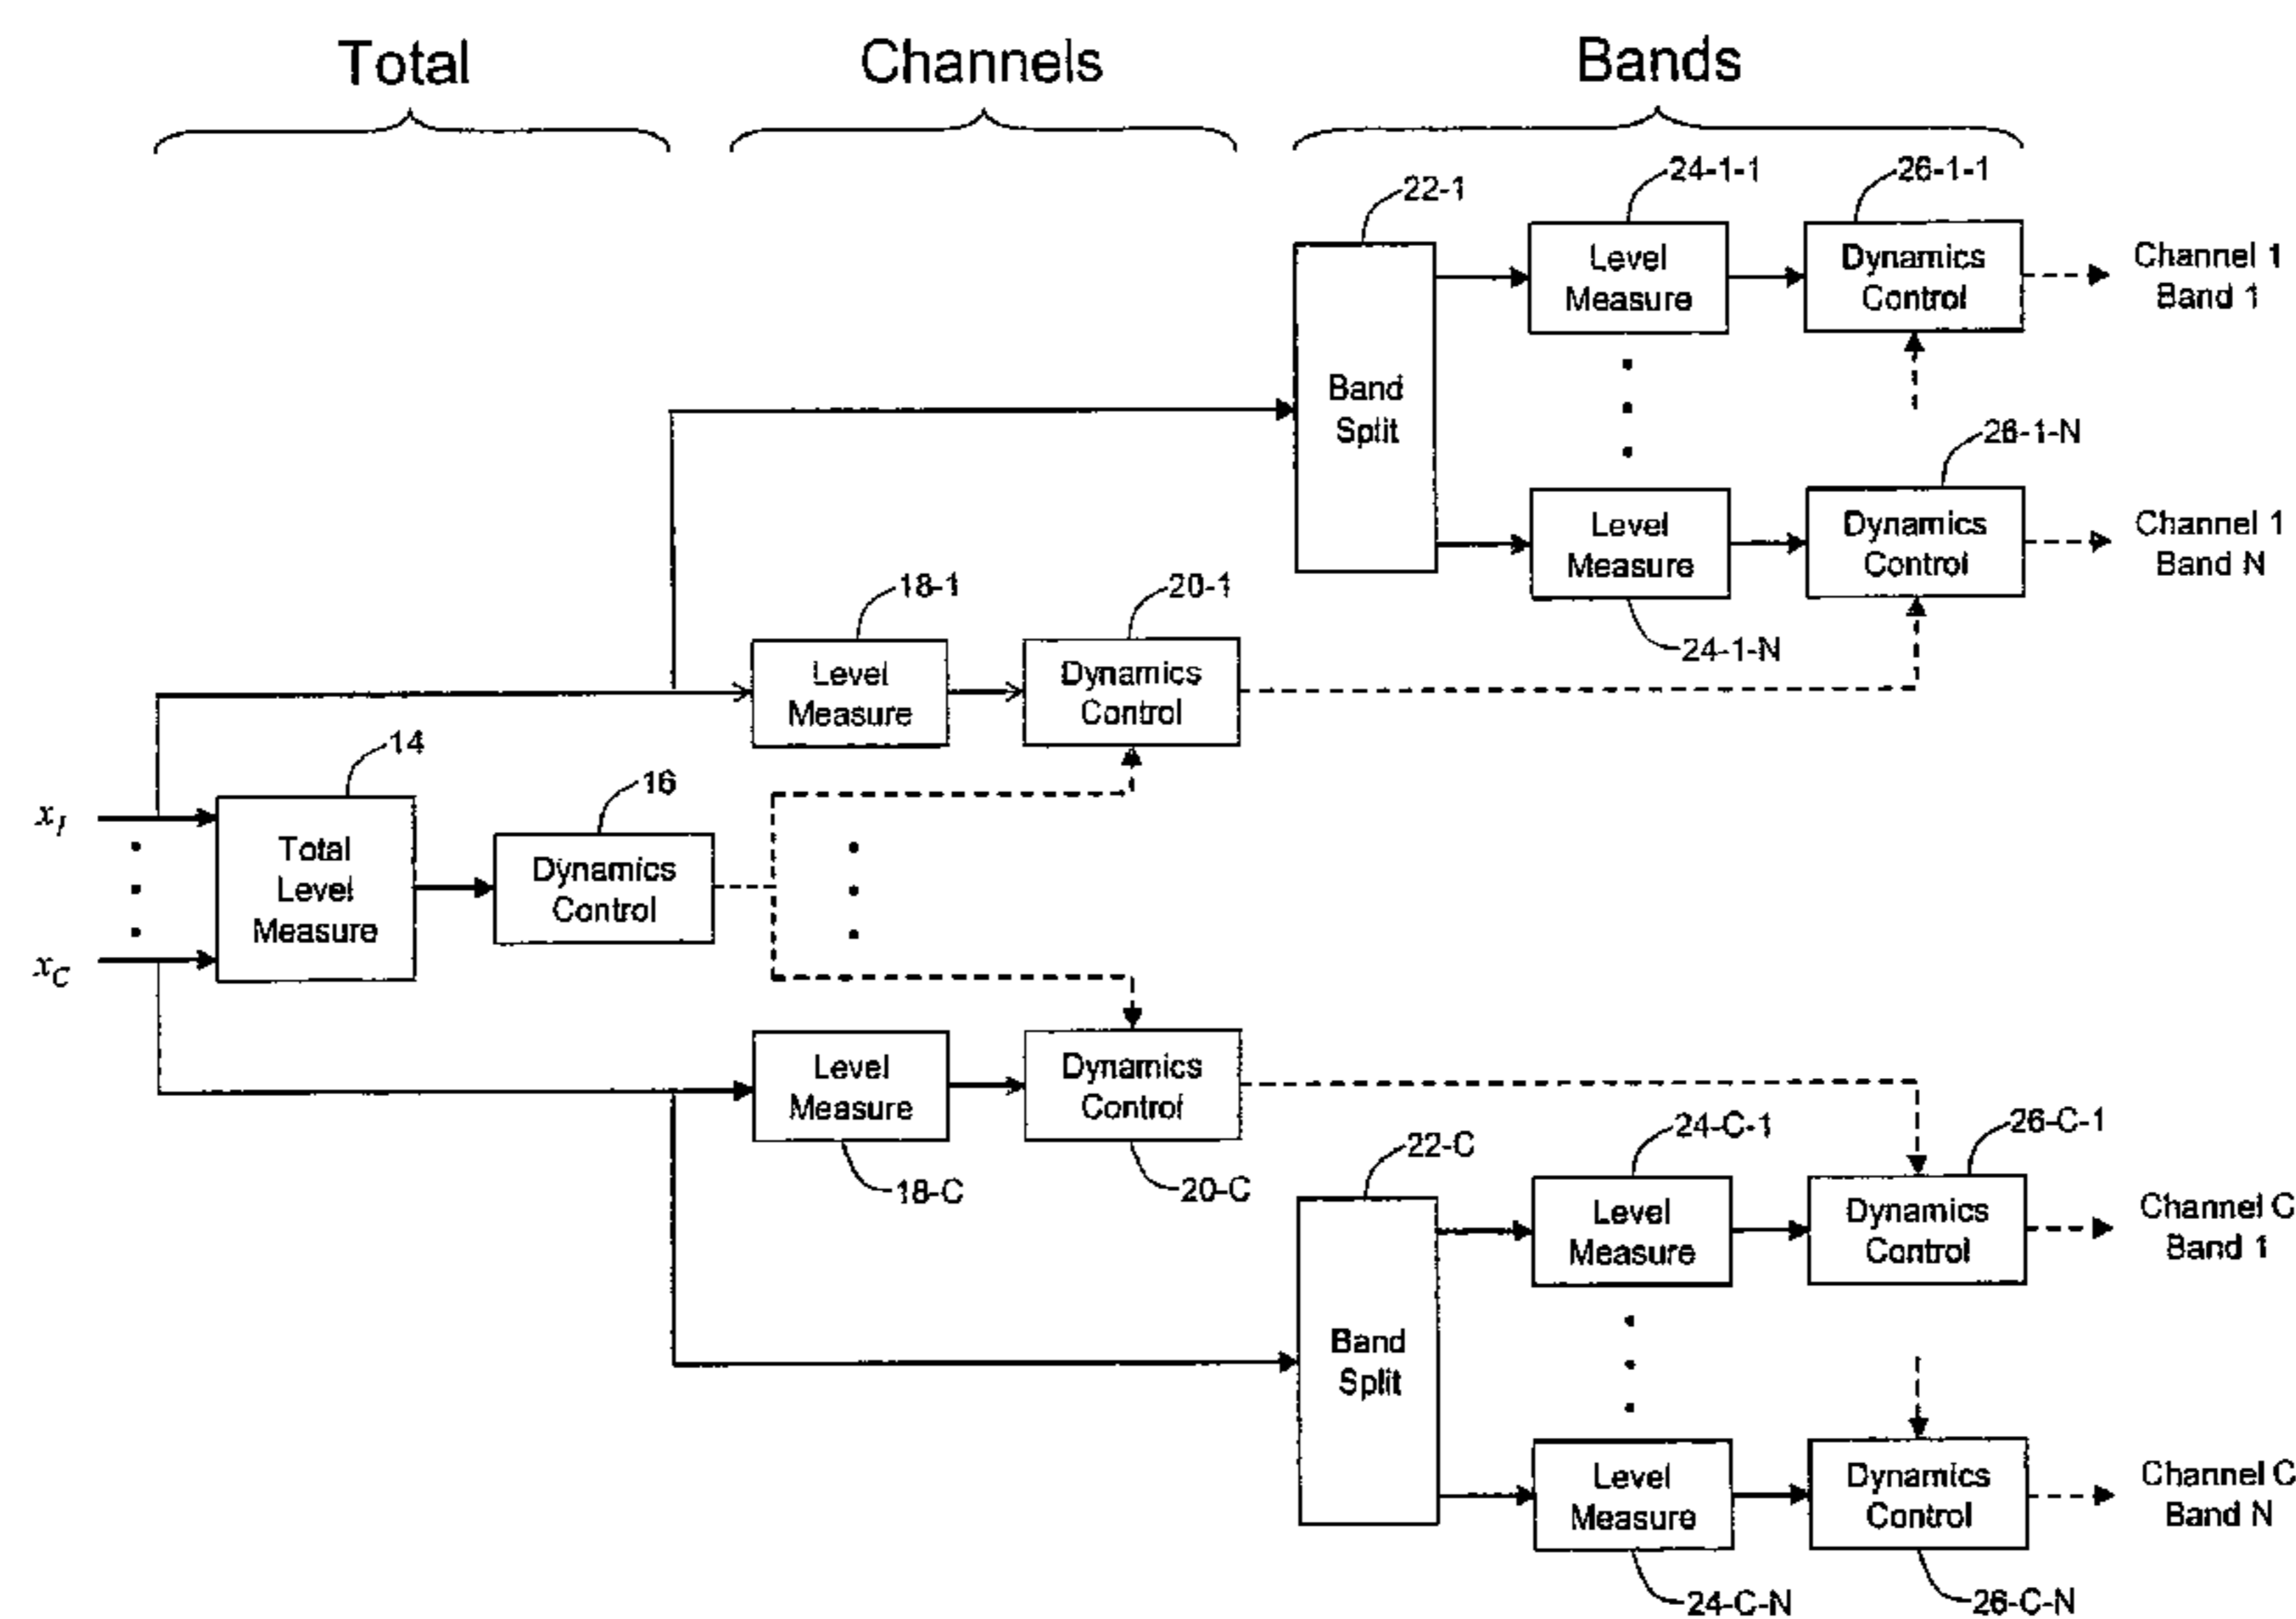 Total
Channels
Bands
22-1
24-1-1
26-1-1
Band
Split
Level
Measure
Dynamics
Control
Channel 1
Band 1
26-1-N
Level
Measure
Dynamics
Control
Channel 1
Band N
24-1-N
18-1
20-1
Level
Measure
Dynamics
Control
14
16
x1
xC
Total
Level
Measure
Dynamics
Control
Level
Measure
Dynamics
Control
18-C
20-C
22-C
24-C-1
26-C-1
Band
Split
Level
Measure
Dynamics
Control
Channel C
Band 1
Level
Measure
Dynamics
Control
Channel C
Band N
24-C-N
26-C-N